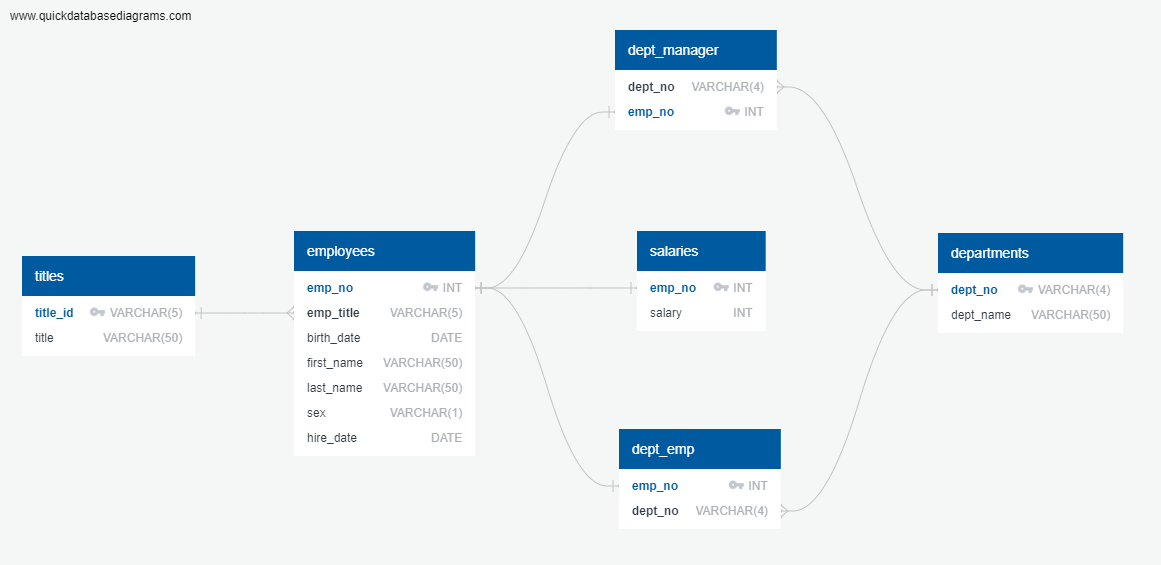 www.quickdatabasediagrams.com
dept_manager
dept_no VARCHAR(4)
emp_no INT
titles
title_id VARCHAR(5)
title VARCHAR(50)
employees
emp_no INT
emp_title VARCHAR(5)
birth_date DATE
first_name VARCHAR(50)
last_name VARCHAR(50)
sex VARCHAR(1)
hire_date DATE
salaries
emp_no INT
salary INT
departments
dept_no VARCHAR(4)
dept_name VARCHAR(50)
dept_emp
emp_no INT
dept_no VARCHAR(4)